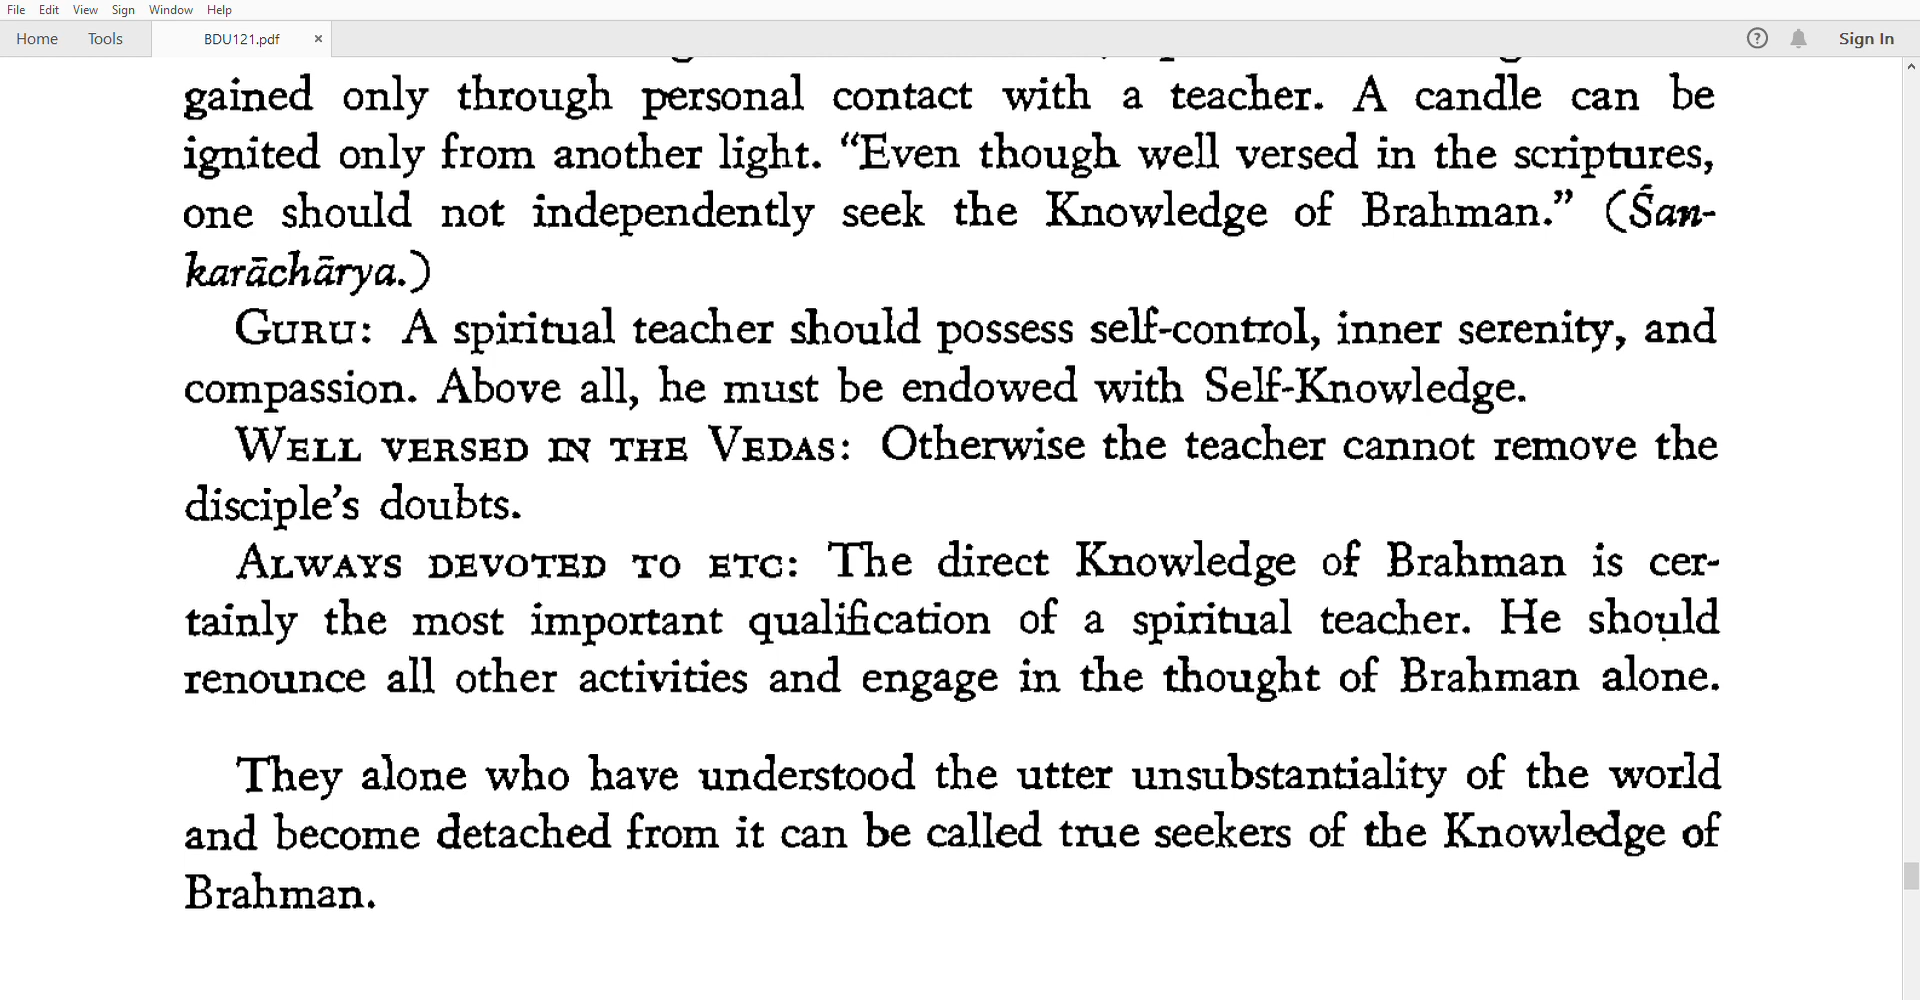 File Edit View Sign Window Help
Home Tools BDU121.pdf × ? Sign In
gained only through personal contact with a teacher. A candle can be
ignited only from another light. “Even though well versed in the scriptures,
one should not independently seek the Knowledge of Brahman.” (Śan-
karāchārya.)
GURU: A spiritual teacher should possess self-control, inner serenity, and
compassion. Above all, he must be endowed with Self-Knowledge.
WELL VERSED IN THE VEDAS: Otherwise the teacher cannot remove the
disciple’s doubts.
ALWAYS DEVOTED TO ETC: The direct Knowledge of Brahman is cer-
tainly the most important qualification of a spiritual teacher. He should
renounce all other activities and engage in the thought of Brahman alone.
They alone who have understood the utter unsubstantiality of the world
and become detached from it can be called true seekers of the Knowledge of
Brahman.